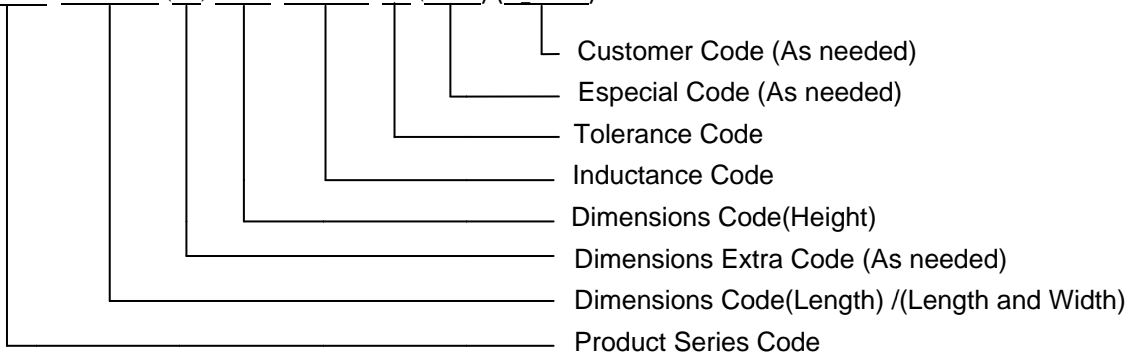 Customer Code (As needed)
Especial Code (As needed)
Tolerance Code
Inductance Code
Dimensions Code(Height)
Dimensions Extra Code (As needed)
Dimensions Code(Length) /(Length and Width)
Product Series Code